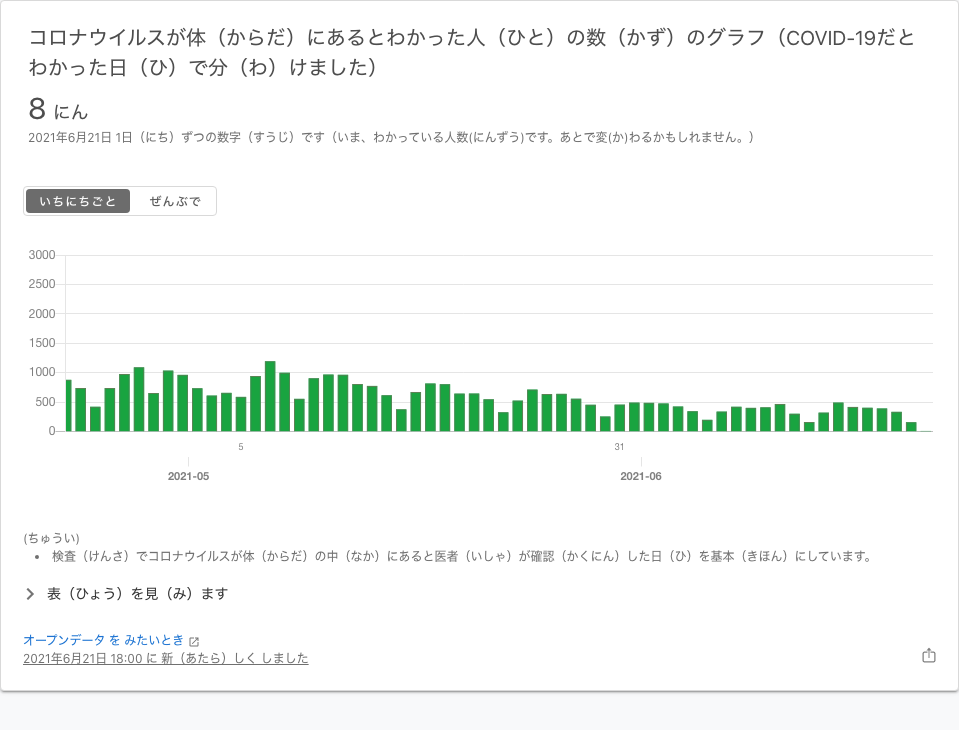 コロナウイルスが体（からだ）にあるとわかった人（ひと）の数（かず）のグラフ（COVID-19だと
わかった日（ひ）で分（わ）けました）
8 にん
2021年6月21日 1日（にち）ずつの数字（すうじ）です（いま、わかっている人数(にんずう)です。あとで変(か)わるかもしれません。）
いちにちごと ぜんぶで
3000
2500
2000
1500
1000
500
0
5 31
2021-05 2021-06
(ちゅうい)
• 検査（けんさ）でコロナウイルスが体（からだ）の中（なか）にあると医者（いしゃ）が確認（かくにん）した日（ひ）を基本（きほん）にしています。
表（ひょう）を見（み）ます
オープンデータ を みたいとき
2021年6月21日 18:00 に 新（あたら）しく しました